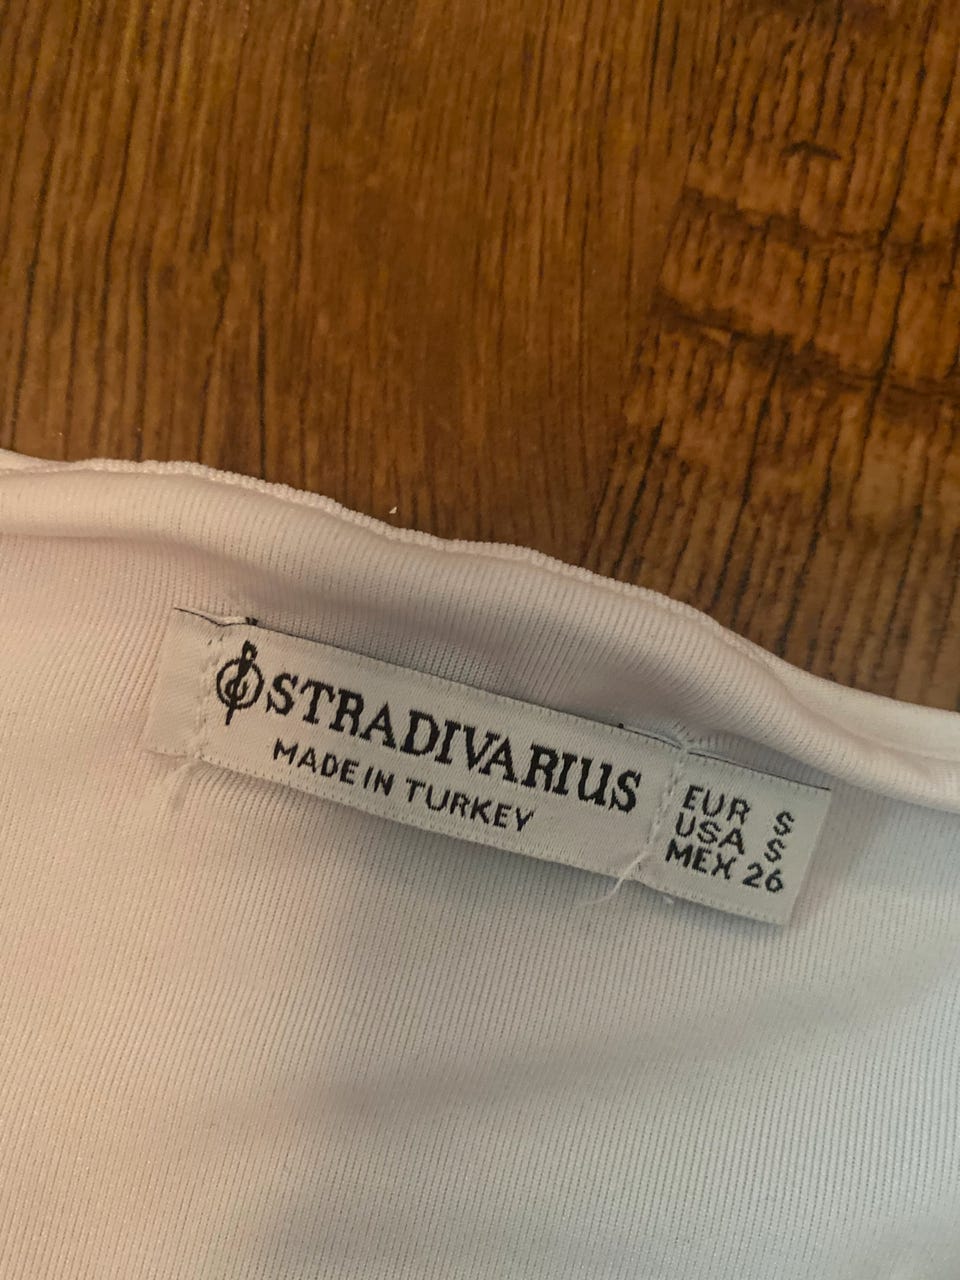 STRADIVARIUS
MADE IN TURKEY
EUR S
USA S
MEX 26